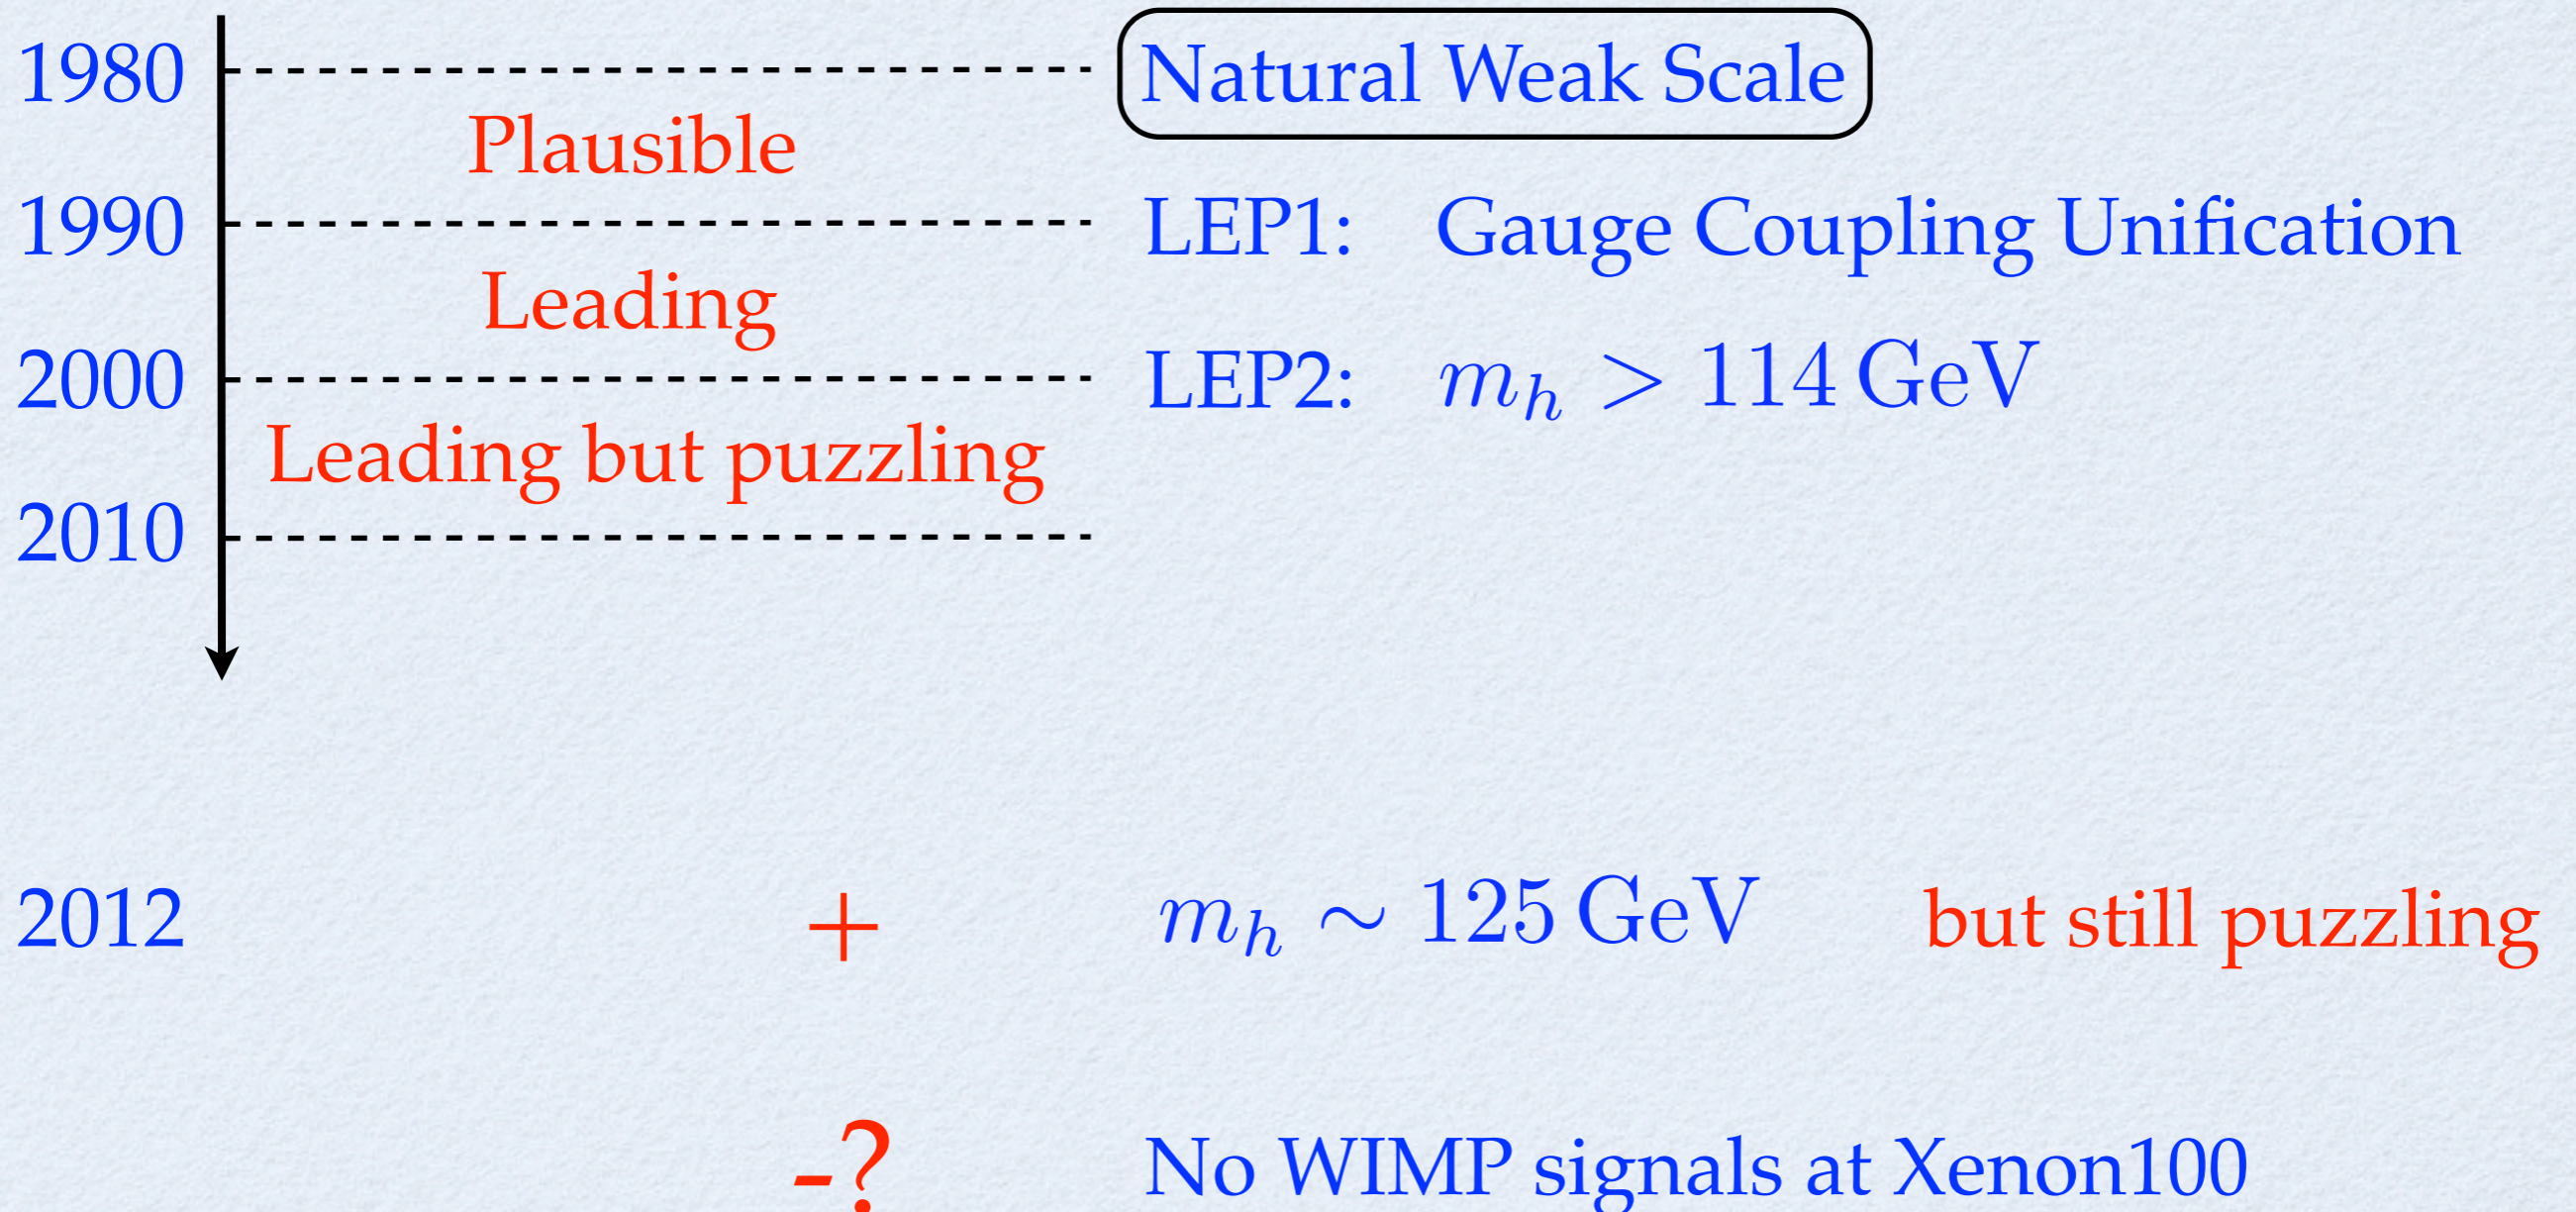 1980 Natural Weak Scale
Plausible
1990 LEP1: Gauge Coupling Unification
Leading
2000 LEP2: m_h > 114 GeV
Leading but puzzling
2010
2012 + m_h ∼ 125 GeV but still puzzling
-? No WIMP signals at Xenon100